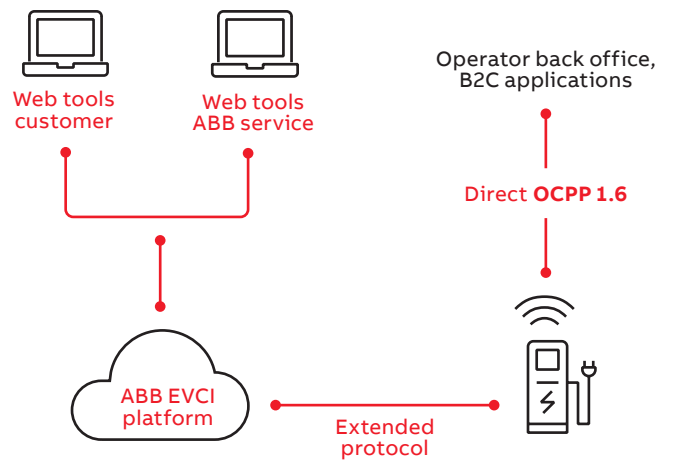 Web tools
customer
Web tools
ABB service
Operator back office,
B2C applications
Direct OCPP 1.6
ABB EVCI
platform
Extended
protocol